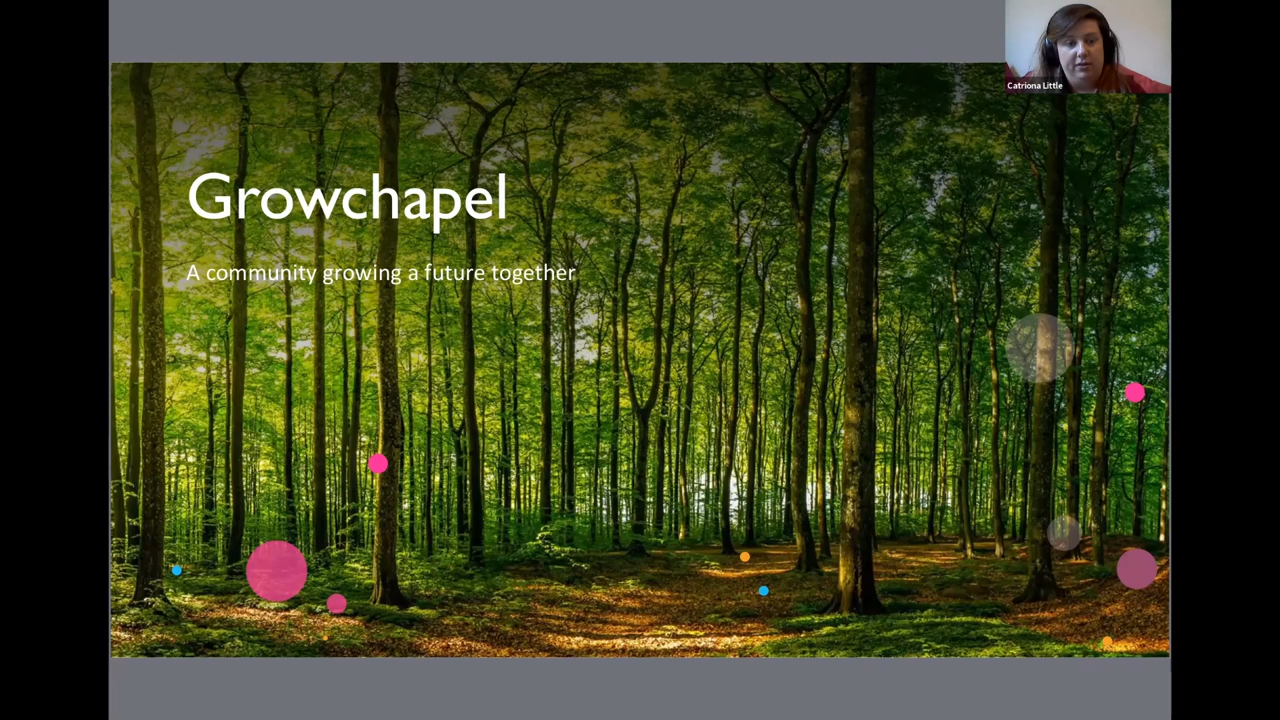 Catriona Little
Growchapel
A community growing a future together